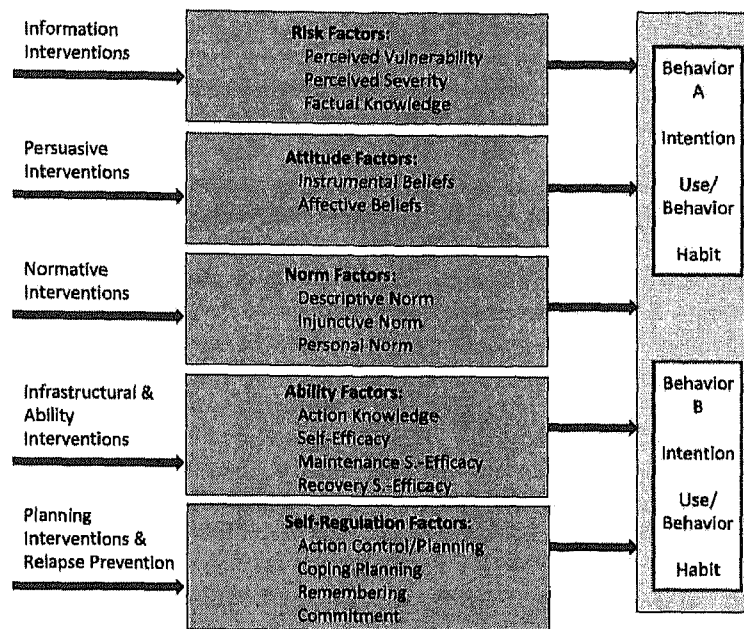 Information
Interventions
Risk Factors:
Perceived Vulnerability
Perceived Severity
Factual Knowledge
Persuasive
Interventions
Attitude Factors:
Instrumental Beliefs
Affective Beliefs
Normative
Interventions
Norm Factors:
Descriptive Norm
Injunctive Norm
Personal Norm
Infrastructural &
Ability
Interventions
Ability Factors:
Action Knowledge
Self-Efficacy
Maintenance S.-Efficacy
Recovery S.-Efficacy
Planning
Interventions &
Relapse Prevention
Self-Regulation Factors:
Action Control/Planning
Coping Planning
Remembering
Commitment
Behavior
A
Intention
Use/
Behavior
Habit
Behavior
B
Intention
Use/
Behavior
Habit